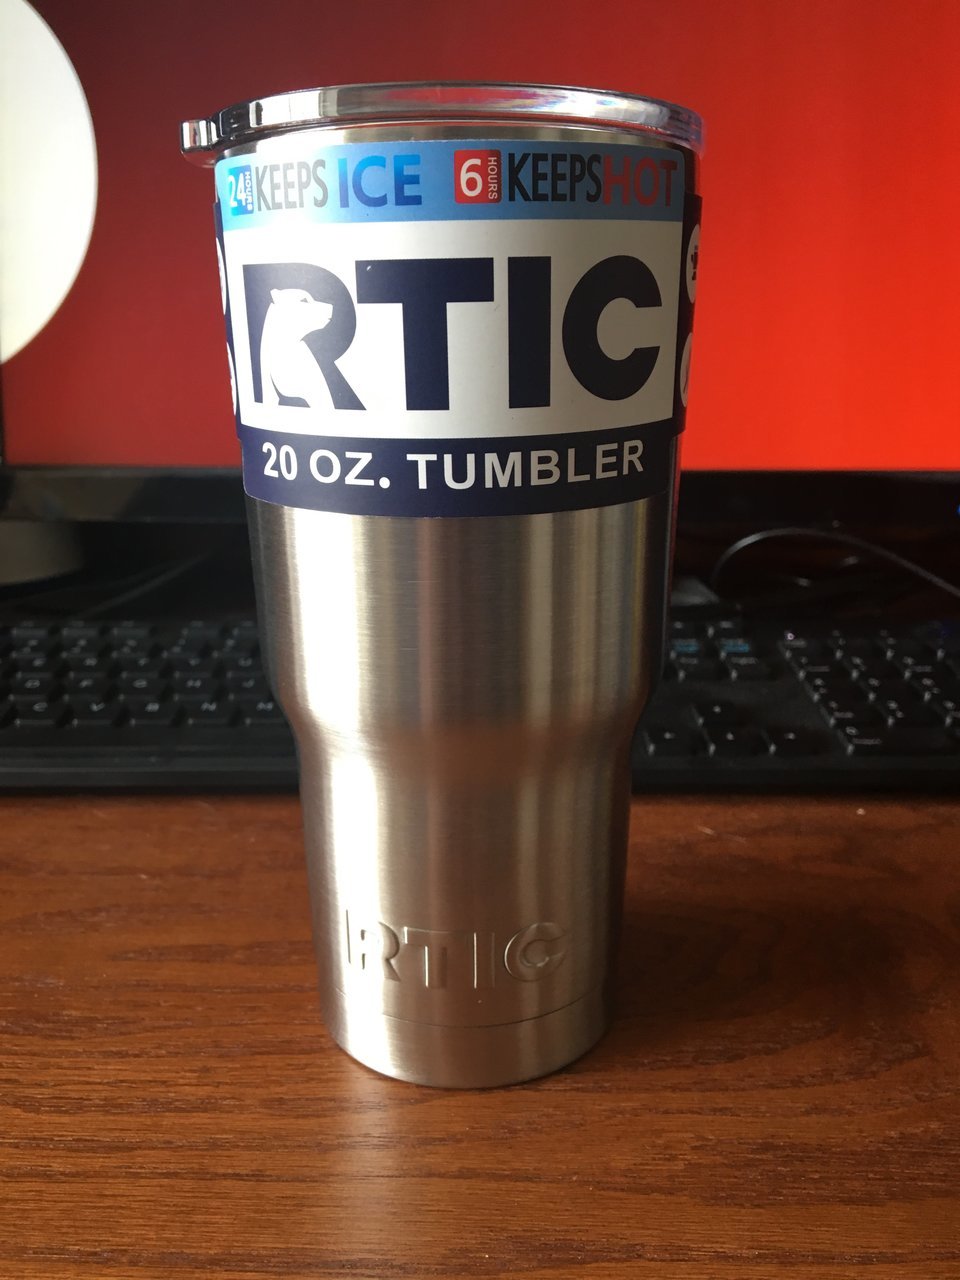 24 HOURS KEEPS ICE 6 HOURS KEEPS HOT
RTIC
20 OZ. TUMBLER
RTIC